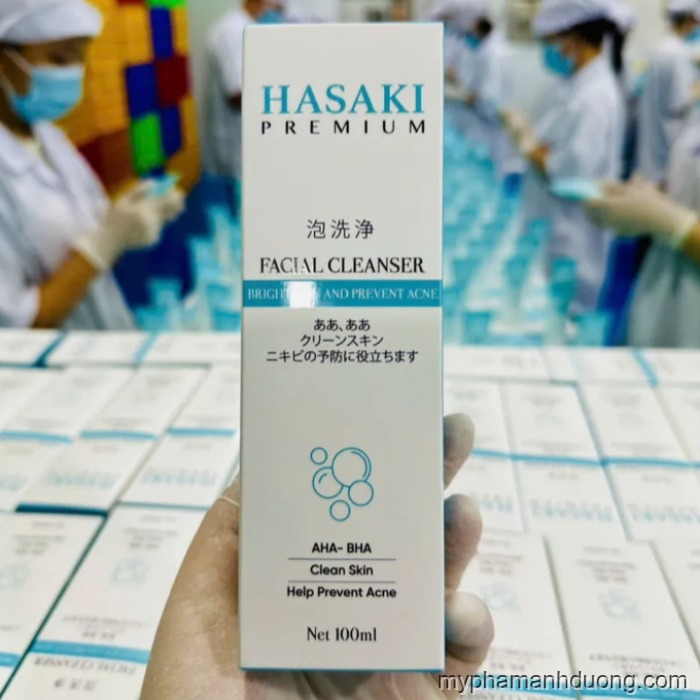 HASAKI
PREMIUM
泡洗浄
FACIAL CLEANSER
AND PREVENT ACNE
ああ、ああ
クリーンスキン
ニキビの予防に役立ちます
AHA- BHA
Clean Skin
Help Prevent Acne
Net 100ml
FACIAL CLEANSER
myphamanhduong.com